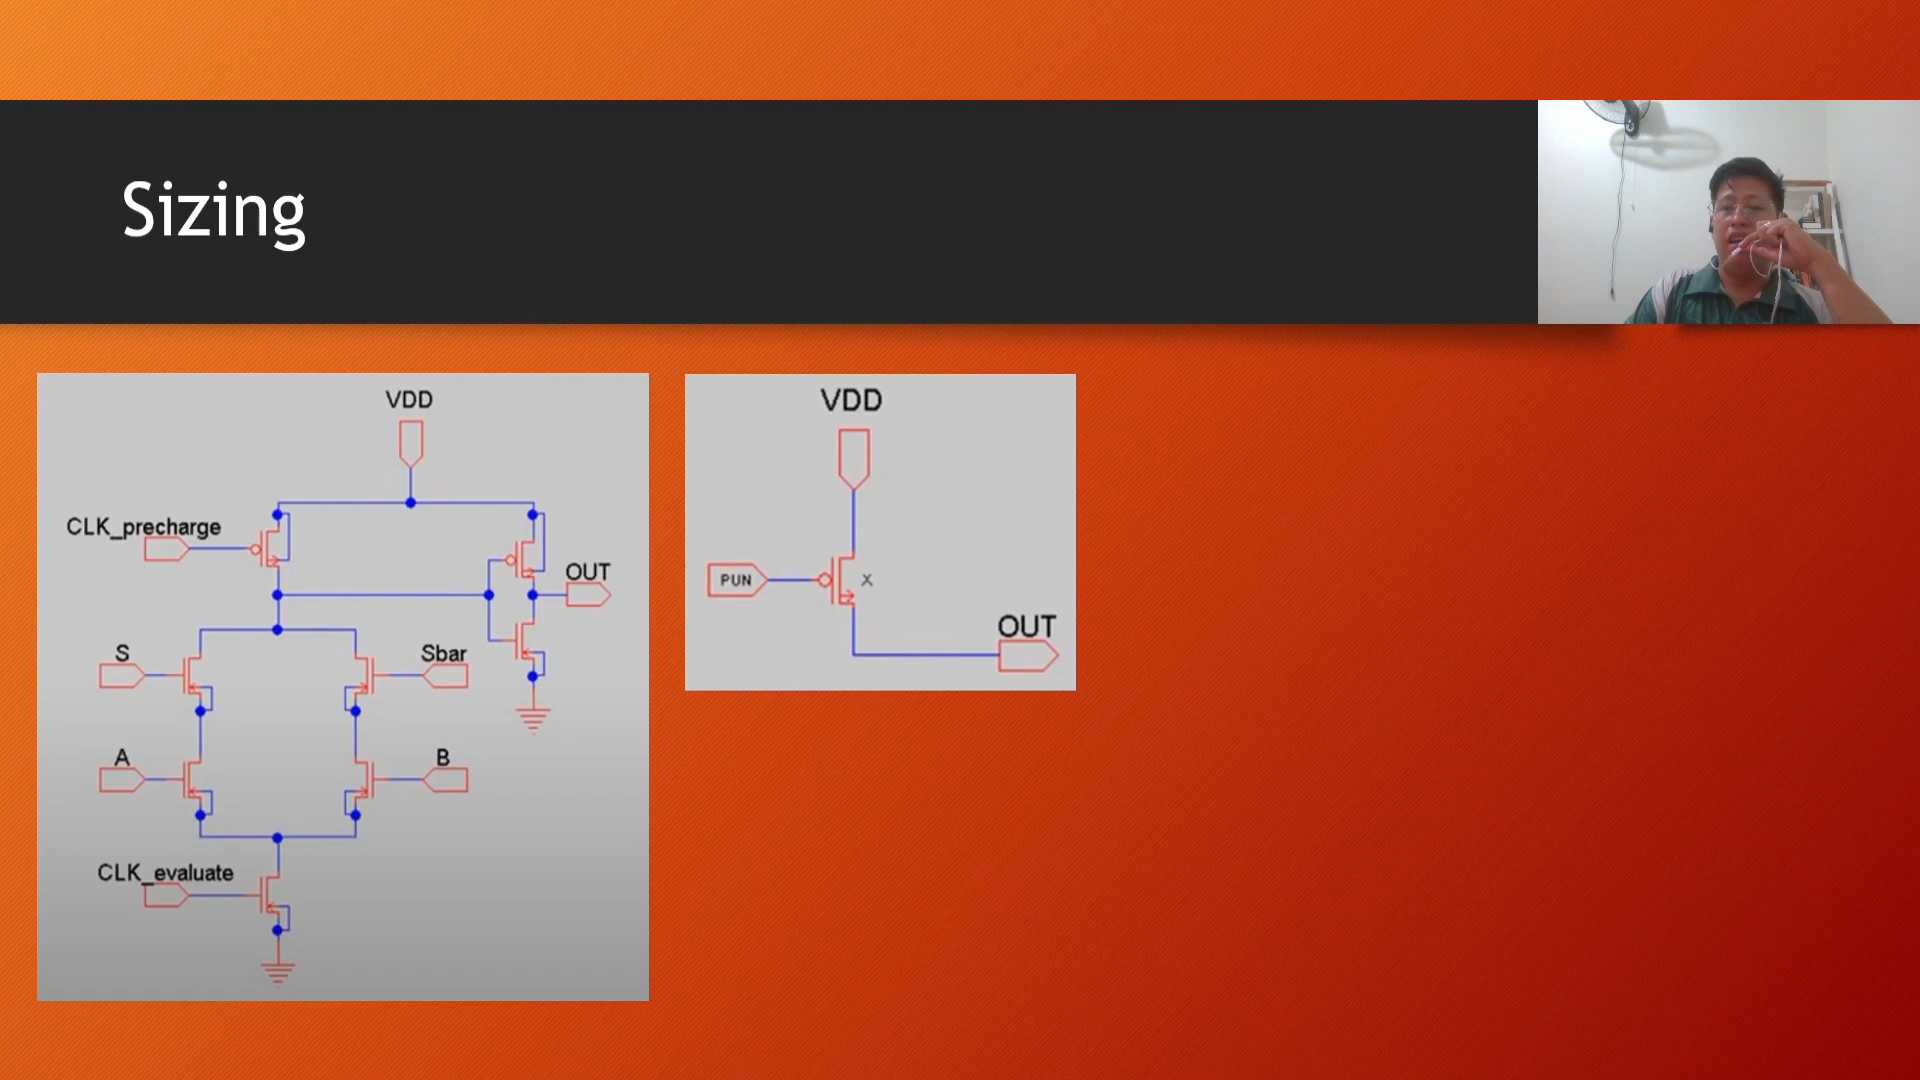 Sizing
VDD
CLK_precharge
OUT
S
Sbar
A
B
CLK_evaluate
VDD
PUN
X
OUT